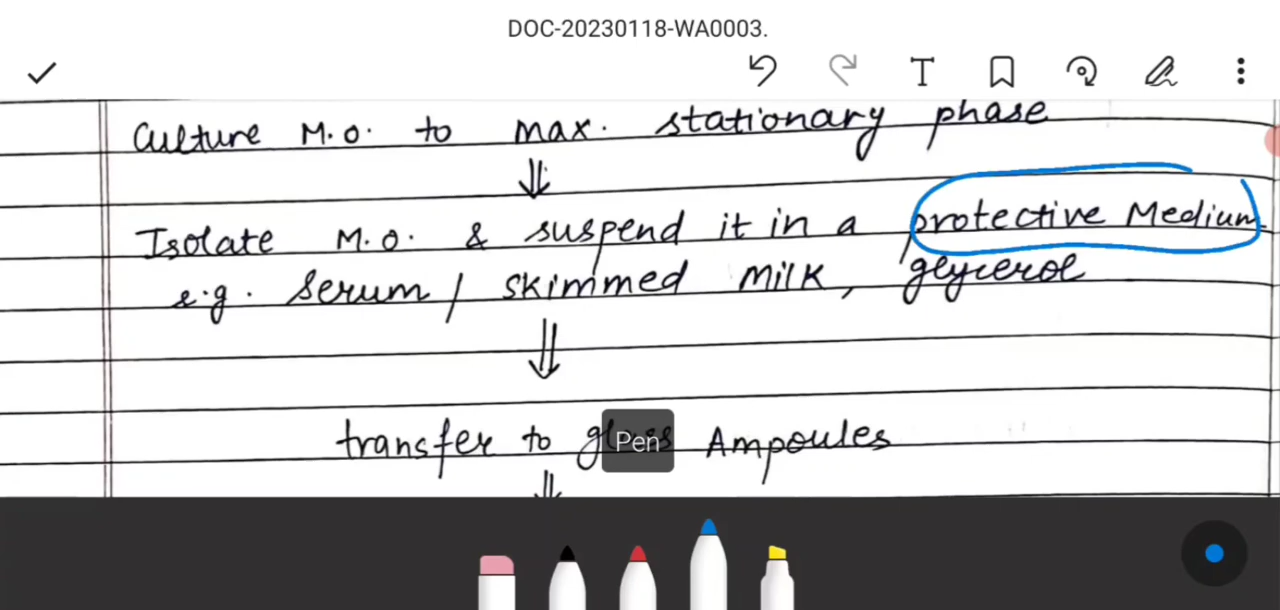 DOC-20230118-WA0003.
T
Culture M.O. to max. stationary phase
Isolate M.O. & suspend it in a protective Medium
e.g. serum / skimmed milk, glycerol
transfer to glass Ampoules
Pen